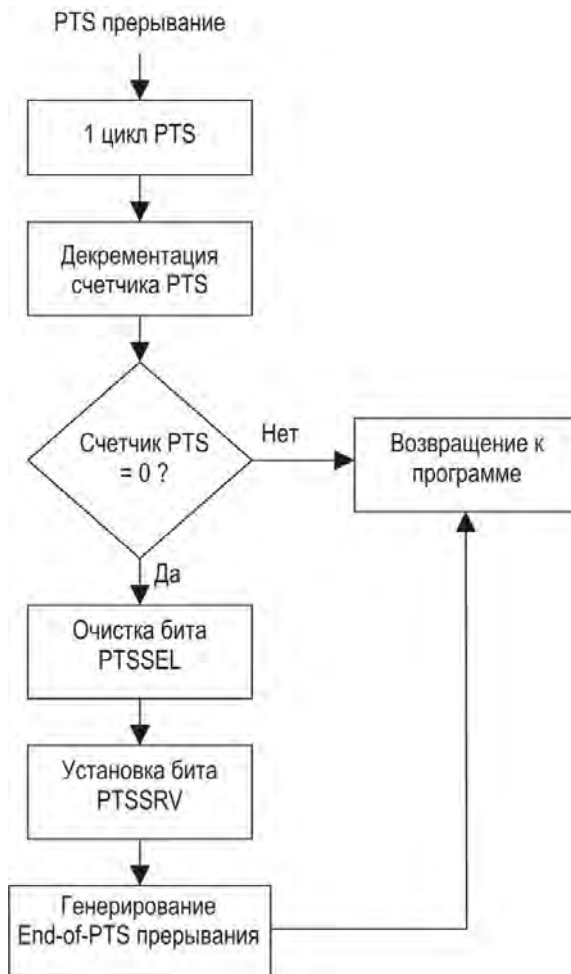 PTS прерывание
1 цикл PTS
Декрементация
счетчика PTS
Счетчик PTS
= 0 ?
Нет
Возвращение к
программе
Да
Очистка бита
PTSSEL
Установка бита
PTSSRV
Генерирование
End-of-PTS прерывания